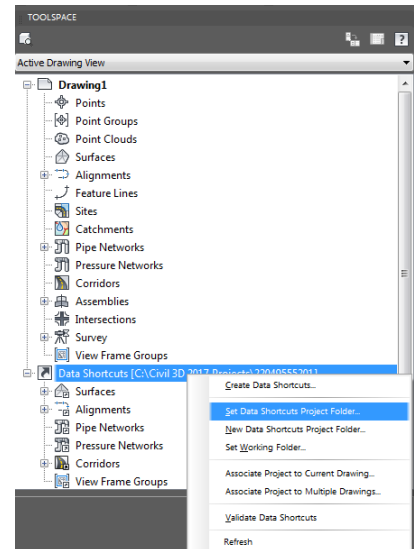 TOOLSPACE
Active Drawing View
Drawing1
Points
Point Groups
Point Clouds
Surfaces
Alignments
Feature Lines
Sites
Catchments
Pipe Networks
Pressure Networks
Corridors
Assemblies
Intersections
Survey
View Frame Groups
Data Shortcuts [C:\Civil 3D 2017 Projects\
Surfaces
Alignments
Pipe Networks
Pressure Networks
Corridors
View Frame Groups
Create Data Shortcuts...
Set Data Shortcuts Project Folder...
New Data Shortcuts Project Folder...
Set Working Folder...
Associate Project to Current Drawing...
Associate Project to Multiple Drawings...
Validate Data Shortcuts
Refresh